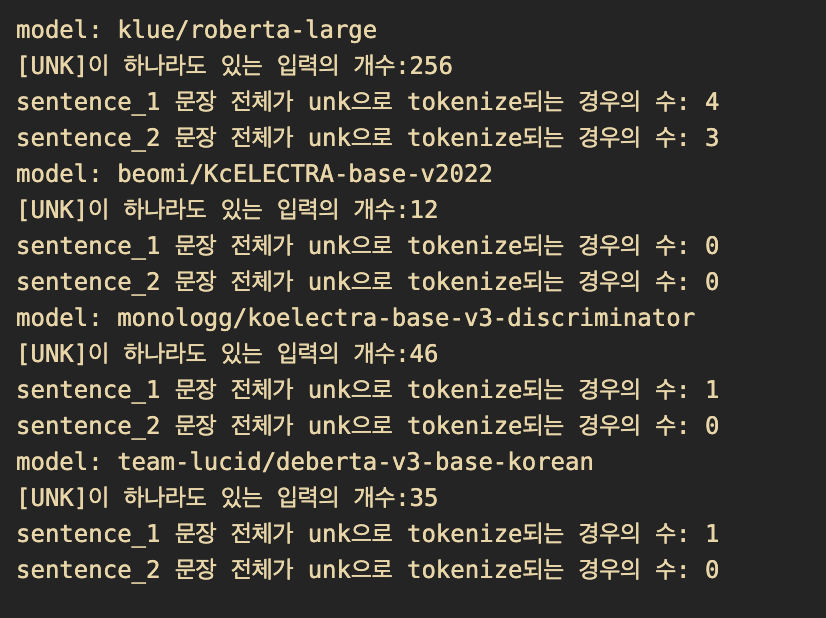 model: klue/roberta-large
[UNK]이 하나라도 있는 입력의 개수:256
sentence_1 문장 전체가 unk으로 tokenize되는 경우의 수: 4
sentence_2 문장 전체가 unk으로 tokenize되는 경우의 수: 3
model: beomi/KcELECTRA-base-v2022
[UNK]이 하나라도 있는 입력의 개수:12
sentence_1 문장 전체가 unk으로 tokenize되는 경우의 수: 0
sentence_2 문장 전체가 unk으로 tokenize되는 경우의 수: 0
model: monologg/koelectra-base-v3-discriminator
[UNK]이 하나라도 있는 입력의 개수:46
sentence_1 문장 전체가 unk으로 tokenize되는 경우의 수: 1
sentence_2 문장 전체가 unk으로 tokenize되는 경우의 수: 0
model: team-lucid/deberta-v3-base-korean
[UNK]이 하나라도 있는 입력의 개수:35
sentence_1 문장 전체가 unk으로 tokenize되는 경우의 수: 1
sentence_2 문장 전체가 unk으로 tokenize되는 경우의 수: 0